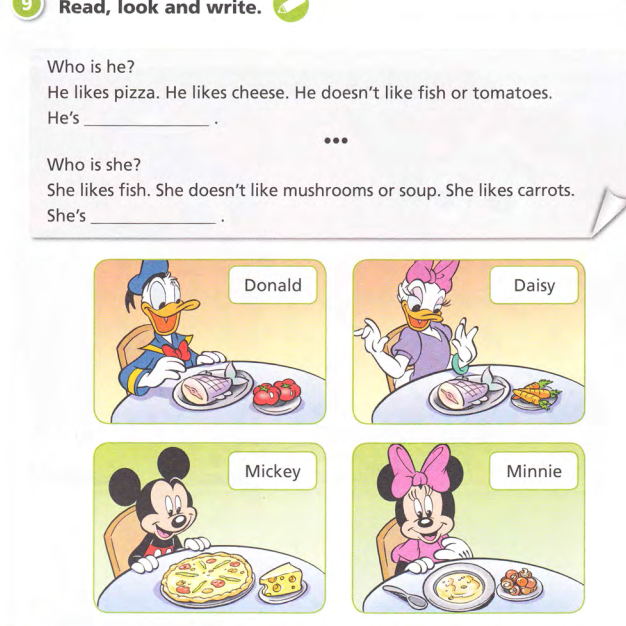 9 Read, look and write.
Who is he?
He likes pizza. He likes cheese. He doesn't like fish or tomatoes.
He's ______________ .
•••
Who is she?
She likes fish. She doesn't like mushrooms or soup. She likes carrots.
She's ______________ .
Donald
Daisy
Mickey
Minnie